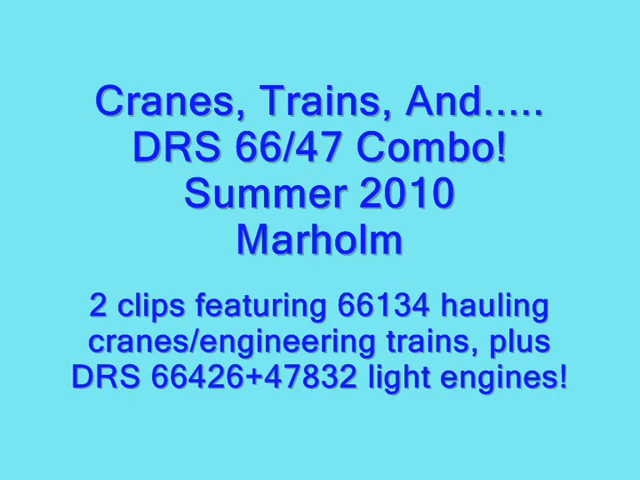 Cranes, Trains, And.....
DRS 66/47 Combo!
Summer 2010
Marholm
2 clips featuring 66134 hauling
cranes/engineering trains, plus
DRS 66426+47832 light engines!